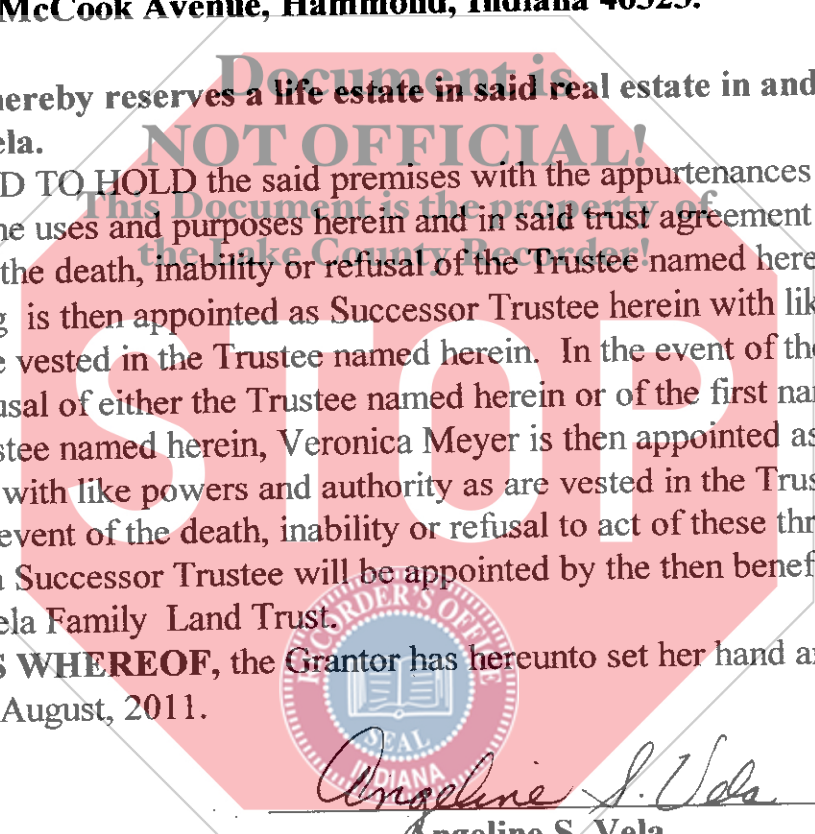 McCook Avenue, Hammond, Indiana 46323.
Document is
hereby reserves a life estate in said real estate in and
NOT OFFICIAL!
ela.
D TO HOLD the said premises with the appurtenances
This Document is the property of
he uses and purposes herein and in said trust agreement
the Lake County Recorder!
the death, inability or refusal of the Trustee named here
g is then appointed as Successor Trustee herein with lik
e vested in the Trustee named herein. In the event of the
usal of either the Trustee named herein or of the first nam
stee named herein, Veronica Meyer is then appointed as
with like powers and authority as are vested in the Trus
event of the death, inability or refusal to act of these thr
a Successor Trustee will be appointed by the then benef
ela Family Land Trust.
S WHEREOF, the Grantor has hereunto set her hand an
August, 2011.
STOP
RECORDER'S OFFICE
SEAL
INDIANA
Angeline S. Vela
Angeline S. Vela